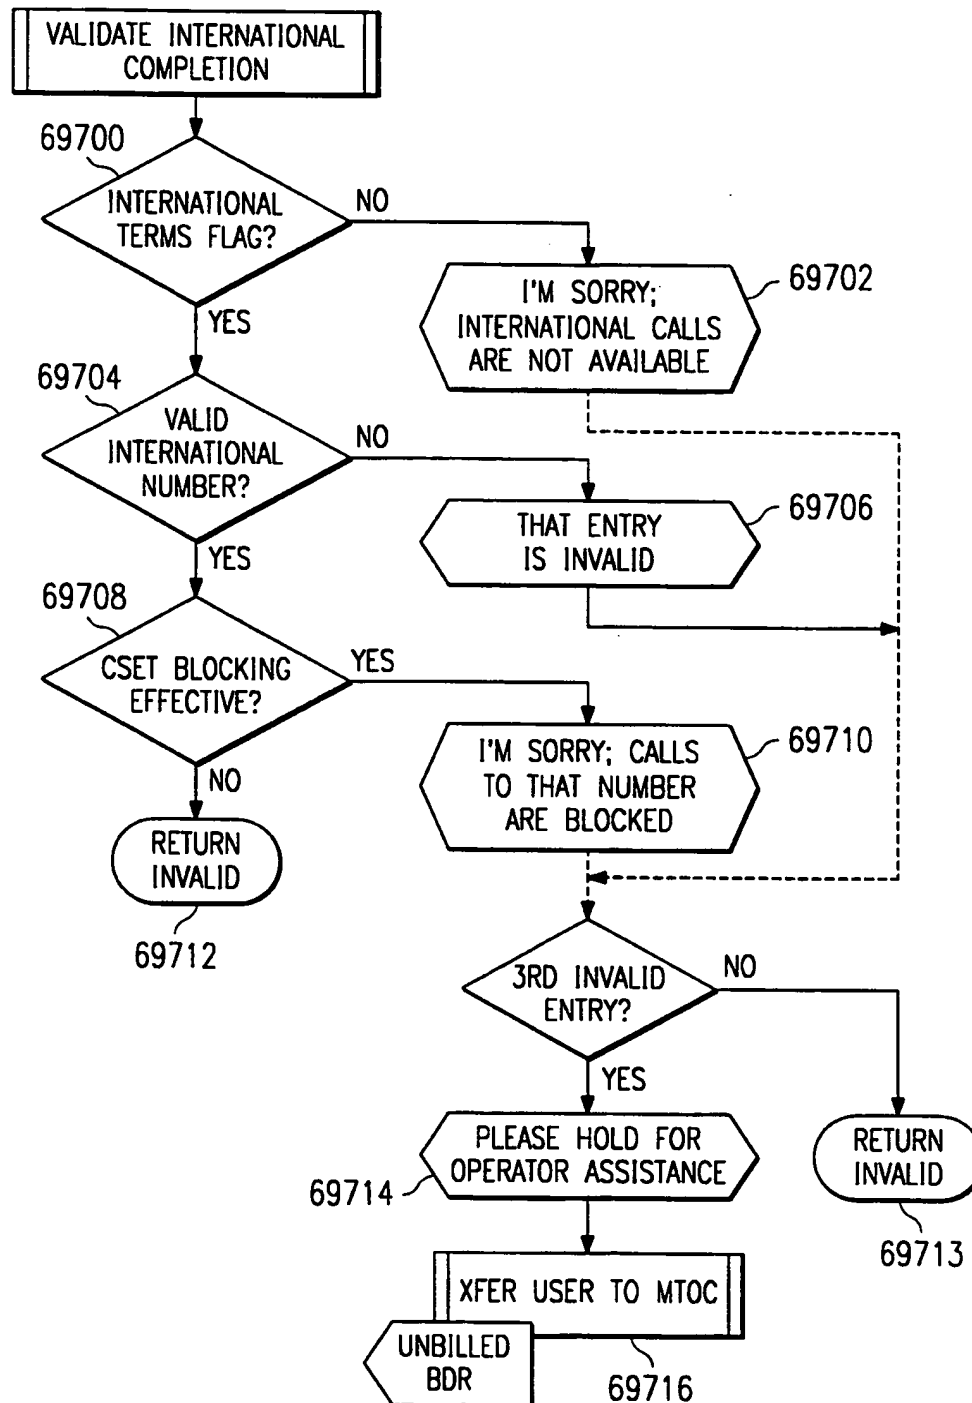 VALIDATE INTERNATIONAL
COMPLETION
69700
INTERNATIONAL
TERMS FLAG?
NO
YES
I'M SORRY;
INTERNATIONAL CALLS
ARE NOT AVAILABLE
69702
69704
VALID
INTERNATIONAL
NUMBER?
NO
YES
THAT ENTRY
IS INVALID
69706
69708
CSET BLOCKING
EFFECTIVE?
YES
NO
I'M SORRY; CALLS
TO THAT NUMBER
ARE BLOCKED
69710
RETURN
INVALID
69712
3RD INVALID
ENTRY?
NO
YES
PLEASE HOLD FOR
OPERATOR ASSISTANCE
69714
RETURN
INVALID
69713
XFER USER TO MTOC
UNBILLED
BDR
69716